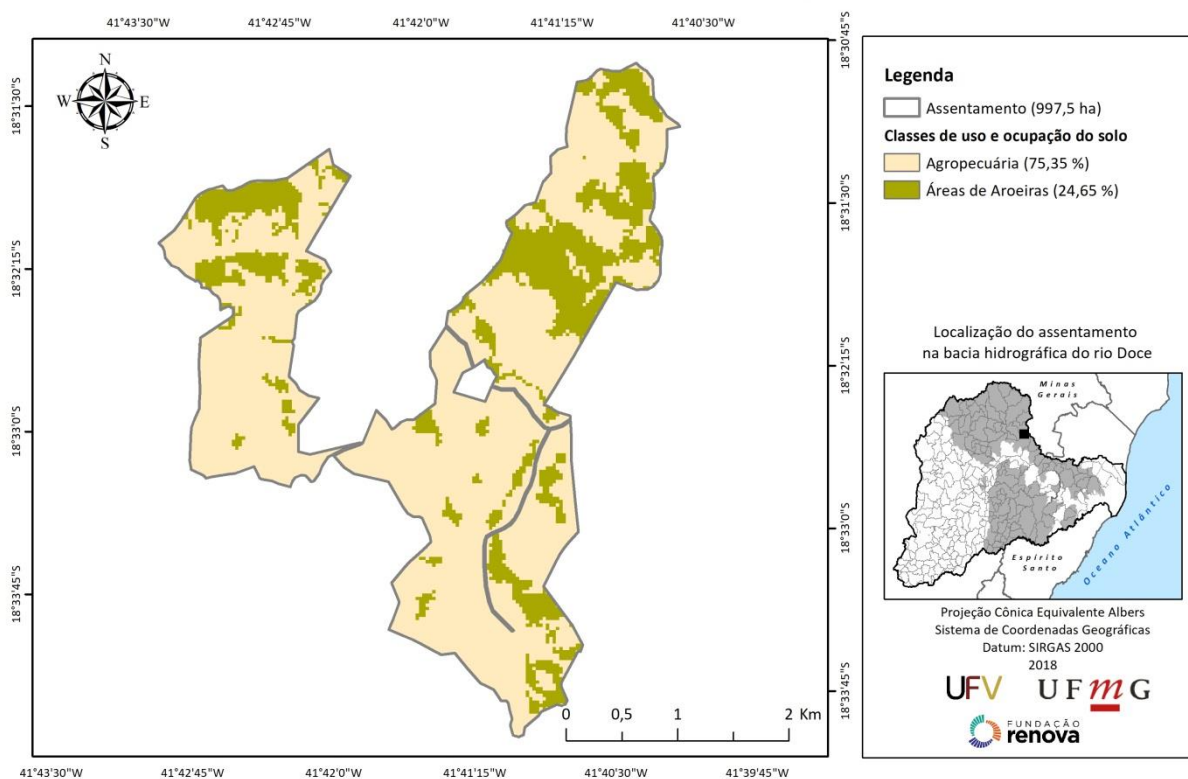 41°43'30"S 41°42'45"W 41°42'0"W 41°41'15"W 41°40'30"W
18°30'45"S
18°31'30"S
18°31'30"S
18°32'15"S
18°32'15"S
18°33'0"S
18°33'0"S
18°33'45"S
18°33'45"S
N
W E
S
0 0,5 1 2 Km
41°43'30"S 41°42'45"W 41°42'0"W 41°41'15"W 41°40'30"W 41°39'45"W
Legenda
Assentamento (997,5 ha)
Classes de uso e ocupação do solo
Agropecuária (75,35 %)
Áreas de Aroeiras (24,65 %)
Localização do assentamento
na bacia hidrográfica do rio Doce
Minas
Gerais
Espírito
Santo
Oceano Atlântico
Projeção Cônica Equivalente Albers
Sistema de Coordenadas Geográficas
Datum: SIRGAS 2000
2018
UFV UFmG
FUNDAÇÃO
renova